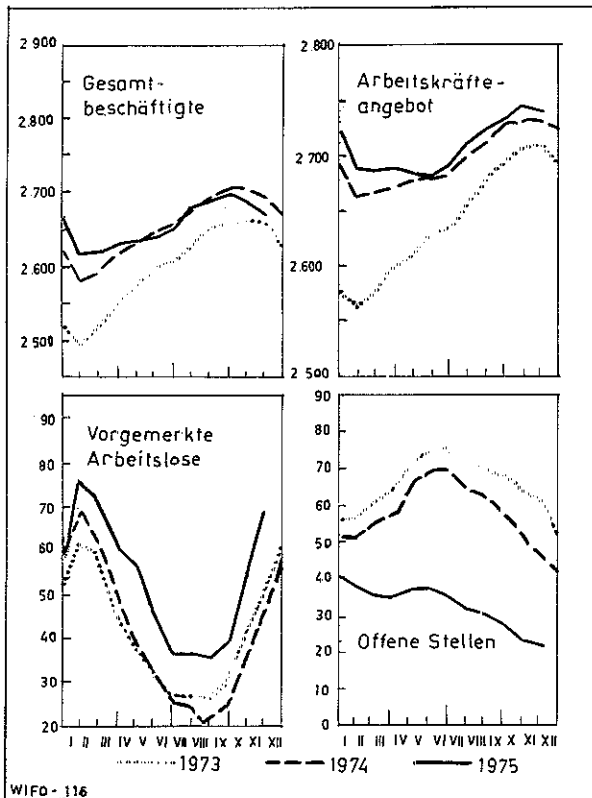 2 900
2.800
2.700
2.600
2 500
Gesamt-
beschäftigte
2.800
2 700
2.600
2 500
Arbeitskräfte-
angebot
90
80
70
60
50
40
30
20
Vorgemerkte
Arbeitslose
90
80
70
60
50
40
30
20
10
0
Offene Stellen
I II III IV V VI VII VIII IX X XI XII
I II III IV V VI VII VIII IX X XI XII
1973 1974 1975
WIFO - 116